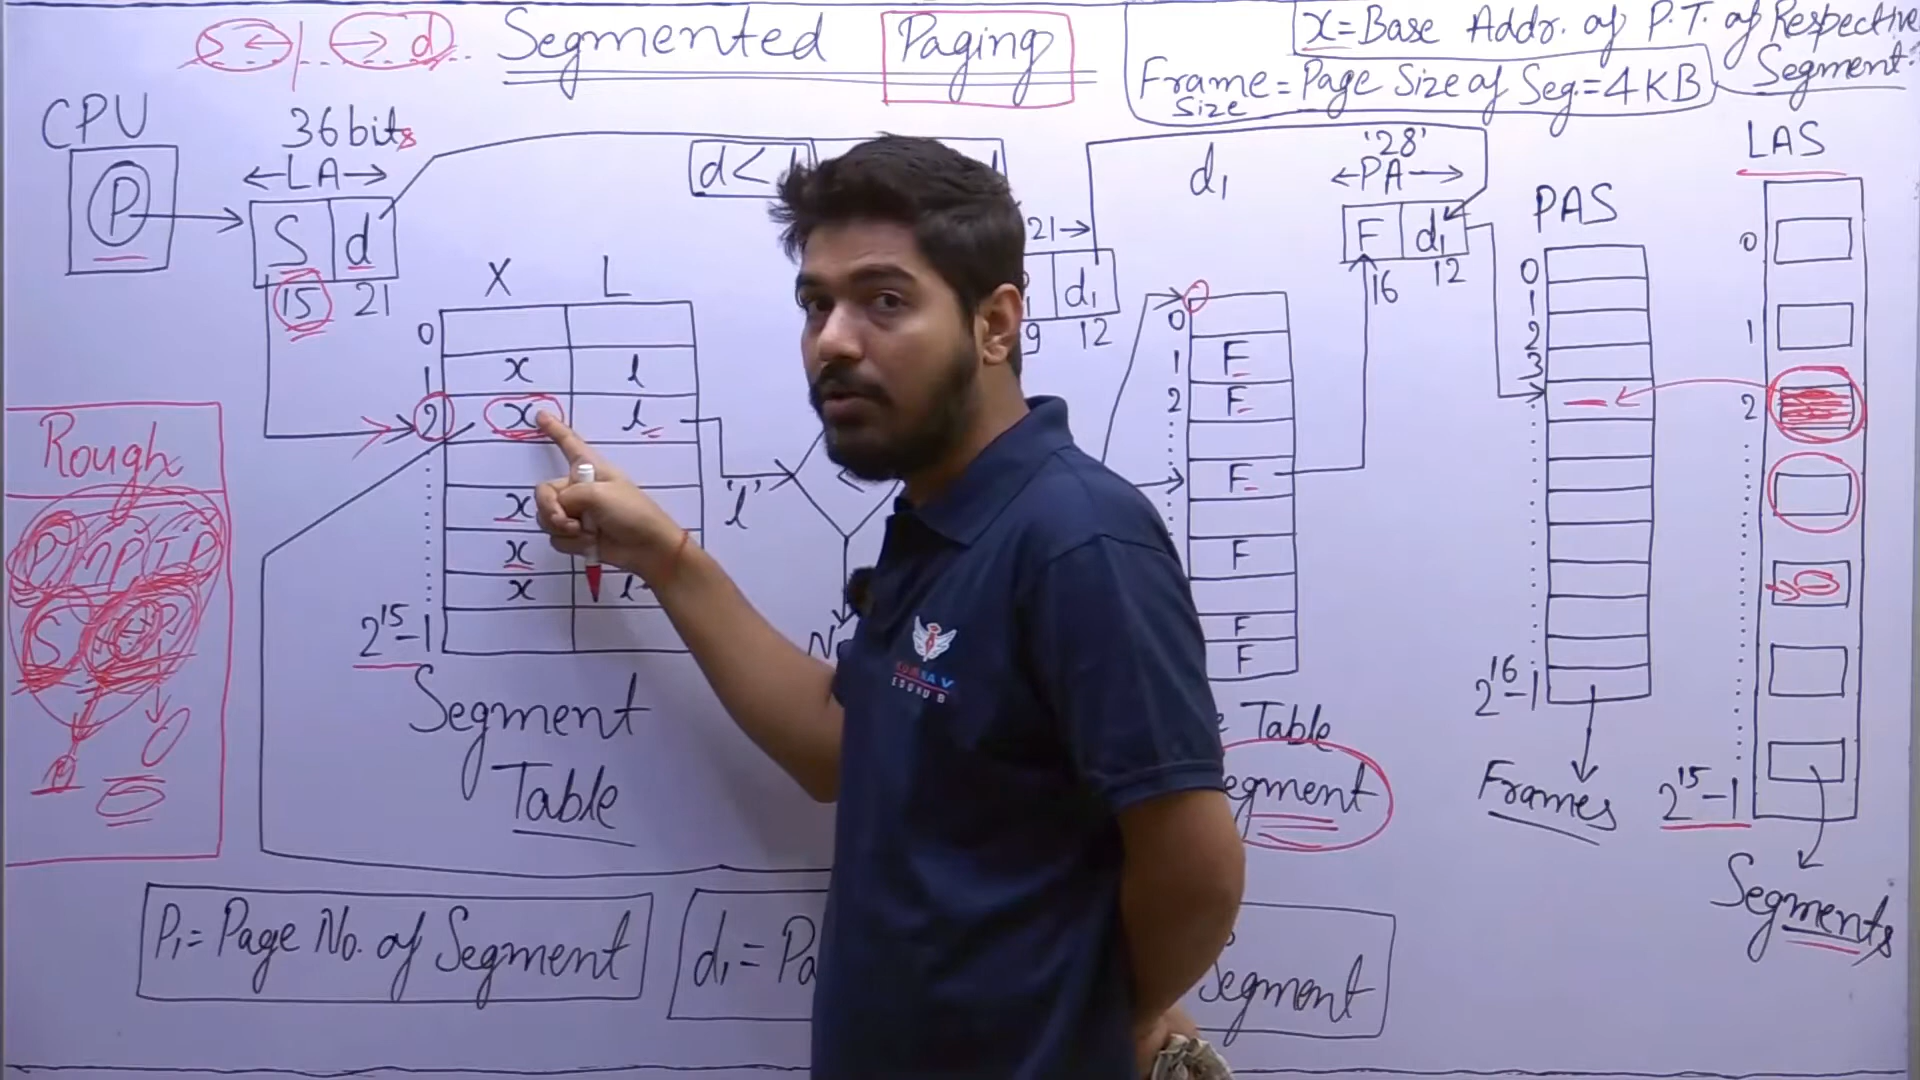 S ← | → d
Segmented Paging
x = Base Addr. of P.T. of Respective Segment.
Frame Size = Page Size of Seg. = 4KB
CPU
P
36 bits
← LA →
S d
15 21
d <
21 →
d1
9 12
d1
'28'
← PA →
F d1
16 12
PAS
0
1
2
3
2^16-1
Frames
LAS
0
1
2
2^15-1
Segments
X L
0
1 x l
2 x l
x
x
x l
2^15-1
Segment Table
'l'
N
0
1 F
2 F
F
F
F
F
Table
egment
Rough
KUMNAV
EDUHUB
P1 = Page No. of Segment
d1 = Pa
Segment